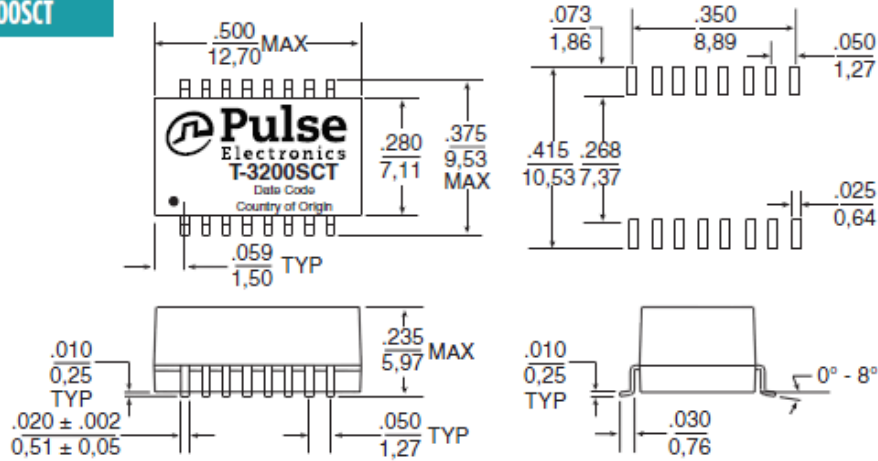 00SCT
.500
12,70
MAX
Pulse
Electronics
T-3200SCT
Date Code
Country of Origin
.280
7,11
.375
9,53
MAX
.059
1,50
TYP
.073
1,86
.350
8,89
.050
1,27
.415
10,53
.268
7,37
.025
0,64
.010
0,25
TYP
.020 ± .002
0,51 ± 0,05
.235
5,97
MAX
.050
1,27
TYP
.010
0,25
TYP
.030
0,76
0° - 8°